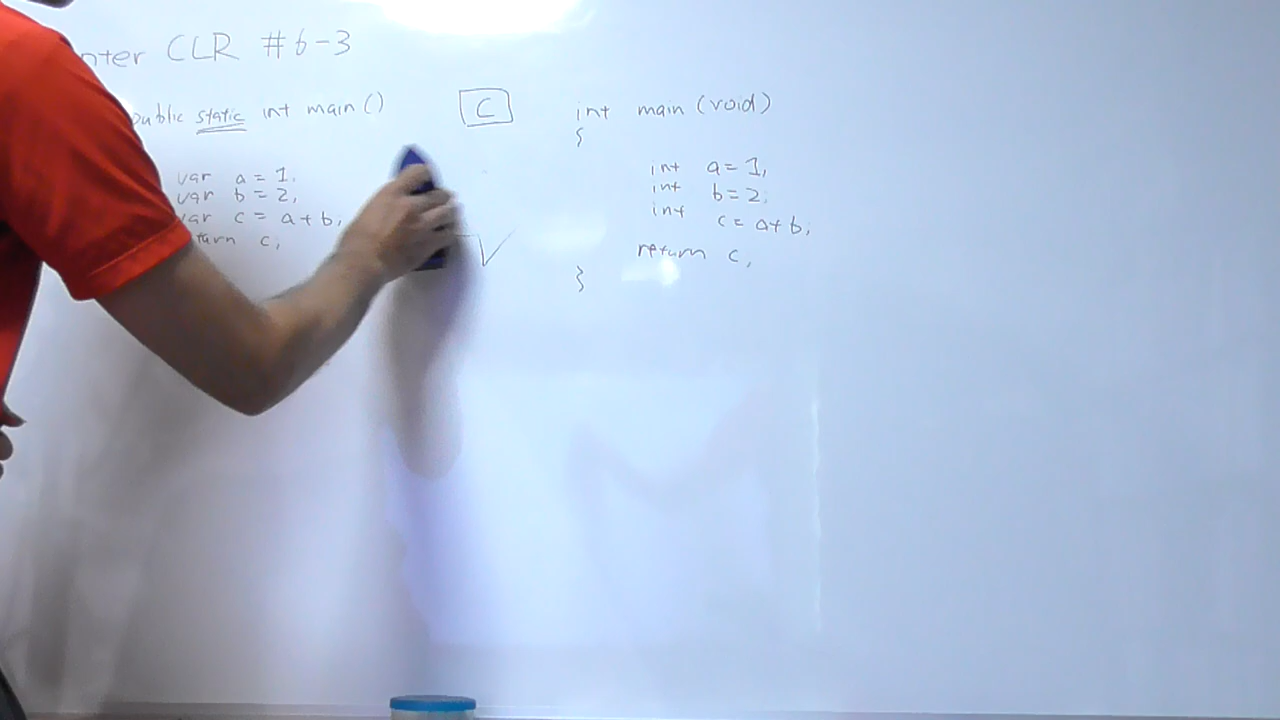 nter CLR #6-3
public static int main()
var a = 1,
var b = 2,
var c = a+b,
turn c;
C
int main (void)
{
int a=1,
int b=2,
int c=a+b,
return c,
}